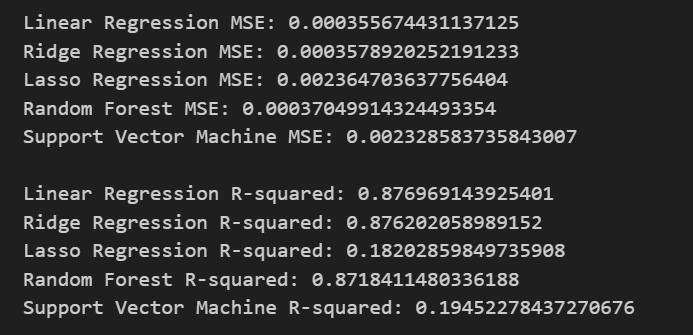 Linear Regression MSE: 0.000355674431137125
Ridge Regression MSE: 0.0003578920252191233
Lasso Regression MSE: 0.002364703637756404
Random Forest MSE: 0.00037049914324493354
Support Vector Machine MSE: 0.002328583735843007
Linear Regression R-squared: 0.876969143925401
Ridge Regression R-squared: 0.876202058989152
Lasso Regression R-squared: 0.18202859849735908
Random Forest R-squared: 0.8718411480336188
Support Vector Machine R-squared: 0.19452278437270676